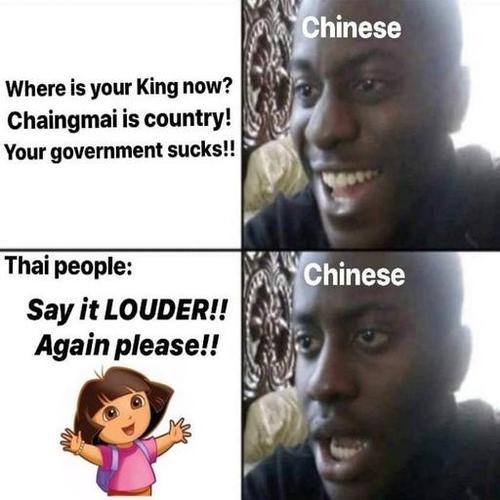 Chinese
Where is your King now?
Chaingmai is country!
Your government sucks!!
Thai people:
Say it LOUDER!!
Again please!!
Chinese